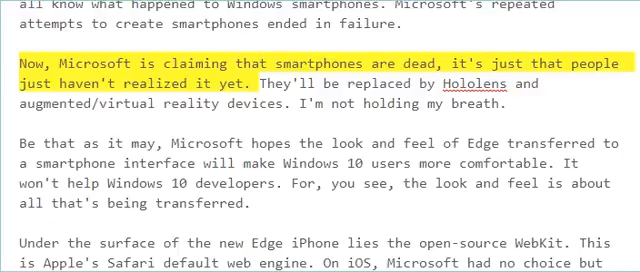 all know what happened to Windows smartphones. Microsoft's repeated
attempts to create smartphones ended in failure.
Now, Microsoft is claiming that smartphones are dead, it's just that people
just haven't realized it yet. They'll be replaced by Hololens and
augmented/virtual reality devices. I'm not holding my breath.
Be that as it may, Microsoft hopes the look and feel of Edge transferred to
a smartphone interface will make Windows 10 users more comfortable. It
won't help Windows 10 developers. For, you see, the look and feel is about
all that's being transferred.
Under the surface of the new Edge iPhone lies the open-source WebKit. This
is Apple's Safari default web engine. On iOS, Microsoft had no choice but